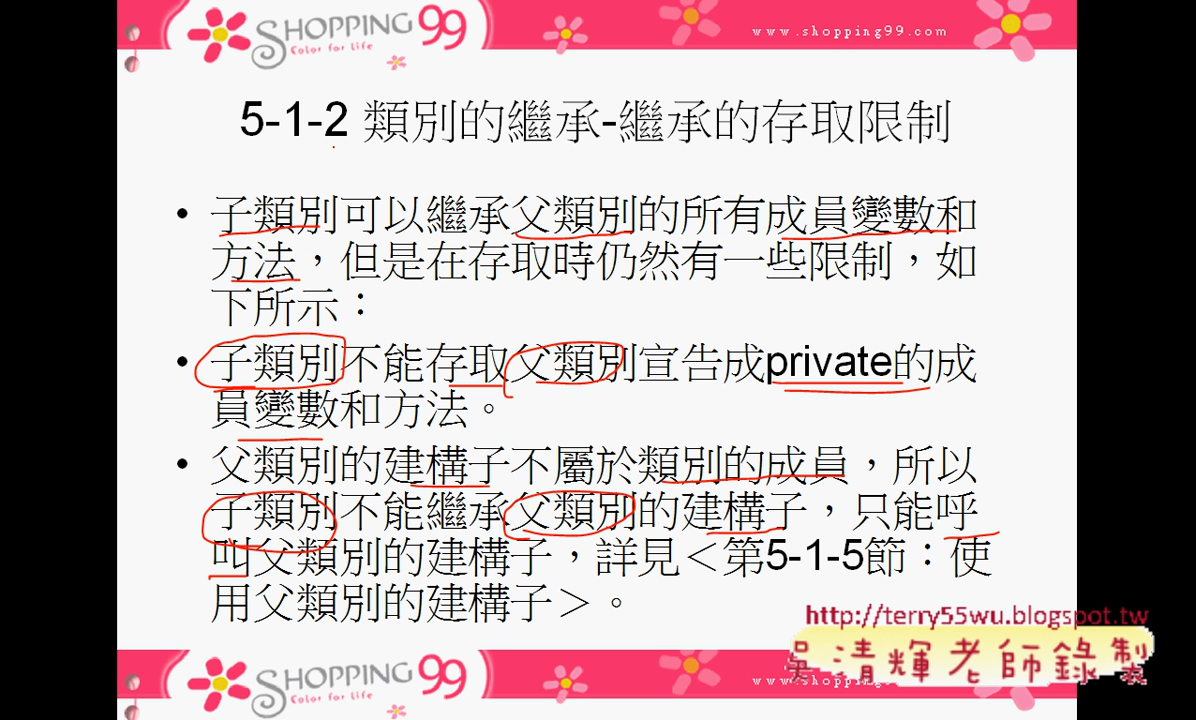 SHOPPING 99
Color for Life
www.shopping99.com
5-1-2 類別的繼承-繼承的存取限制
• 子類別可以繼承父類別的所有成員變數和
方法，但是在存取時仍然有一些限制，如
下所示：
• 子類別不能存取父類別宣告成private的成
員變數和方法。
• 父類別的建構子不屬於類別的成員，所以
子類別不能繼承父類別的建構子，只能呼
叫父類別的建構子，詳見＜第5-1-5節：使
用父類別的建構子＞。
http://terry55wu.blogspot.tw
吳清輝老師錄製
SHOPPING 99
Color for Life